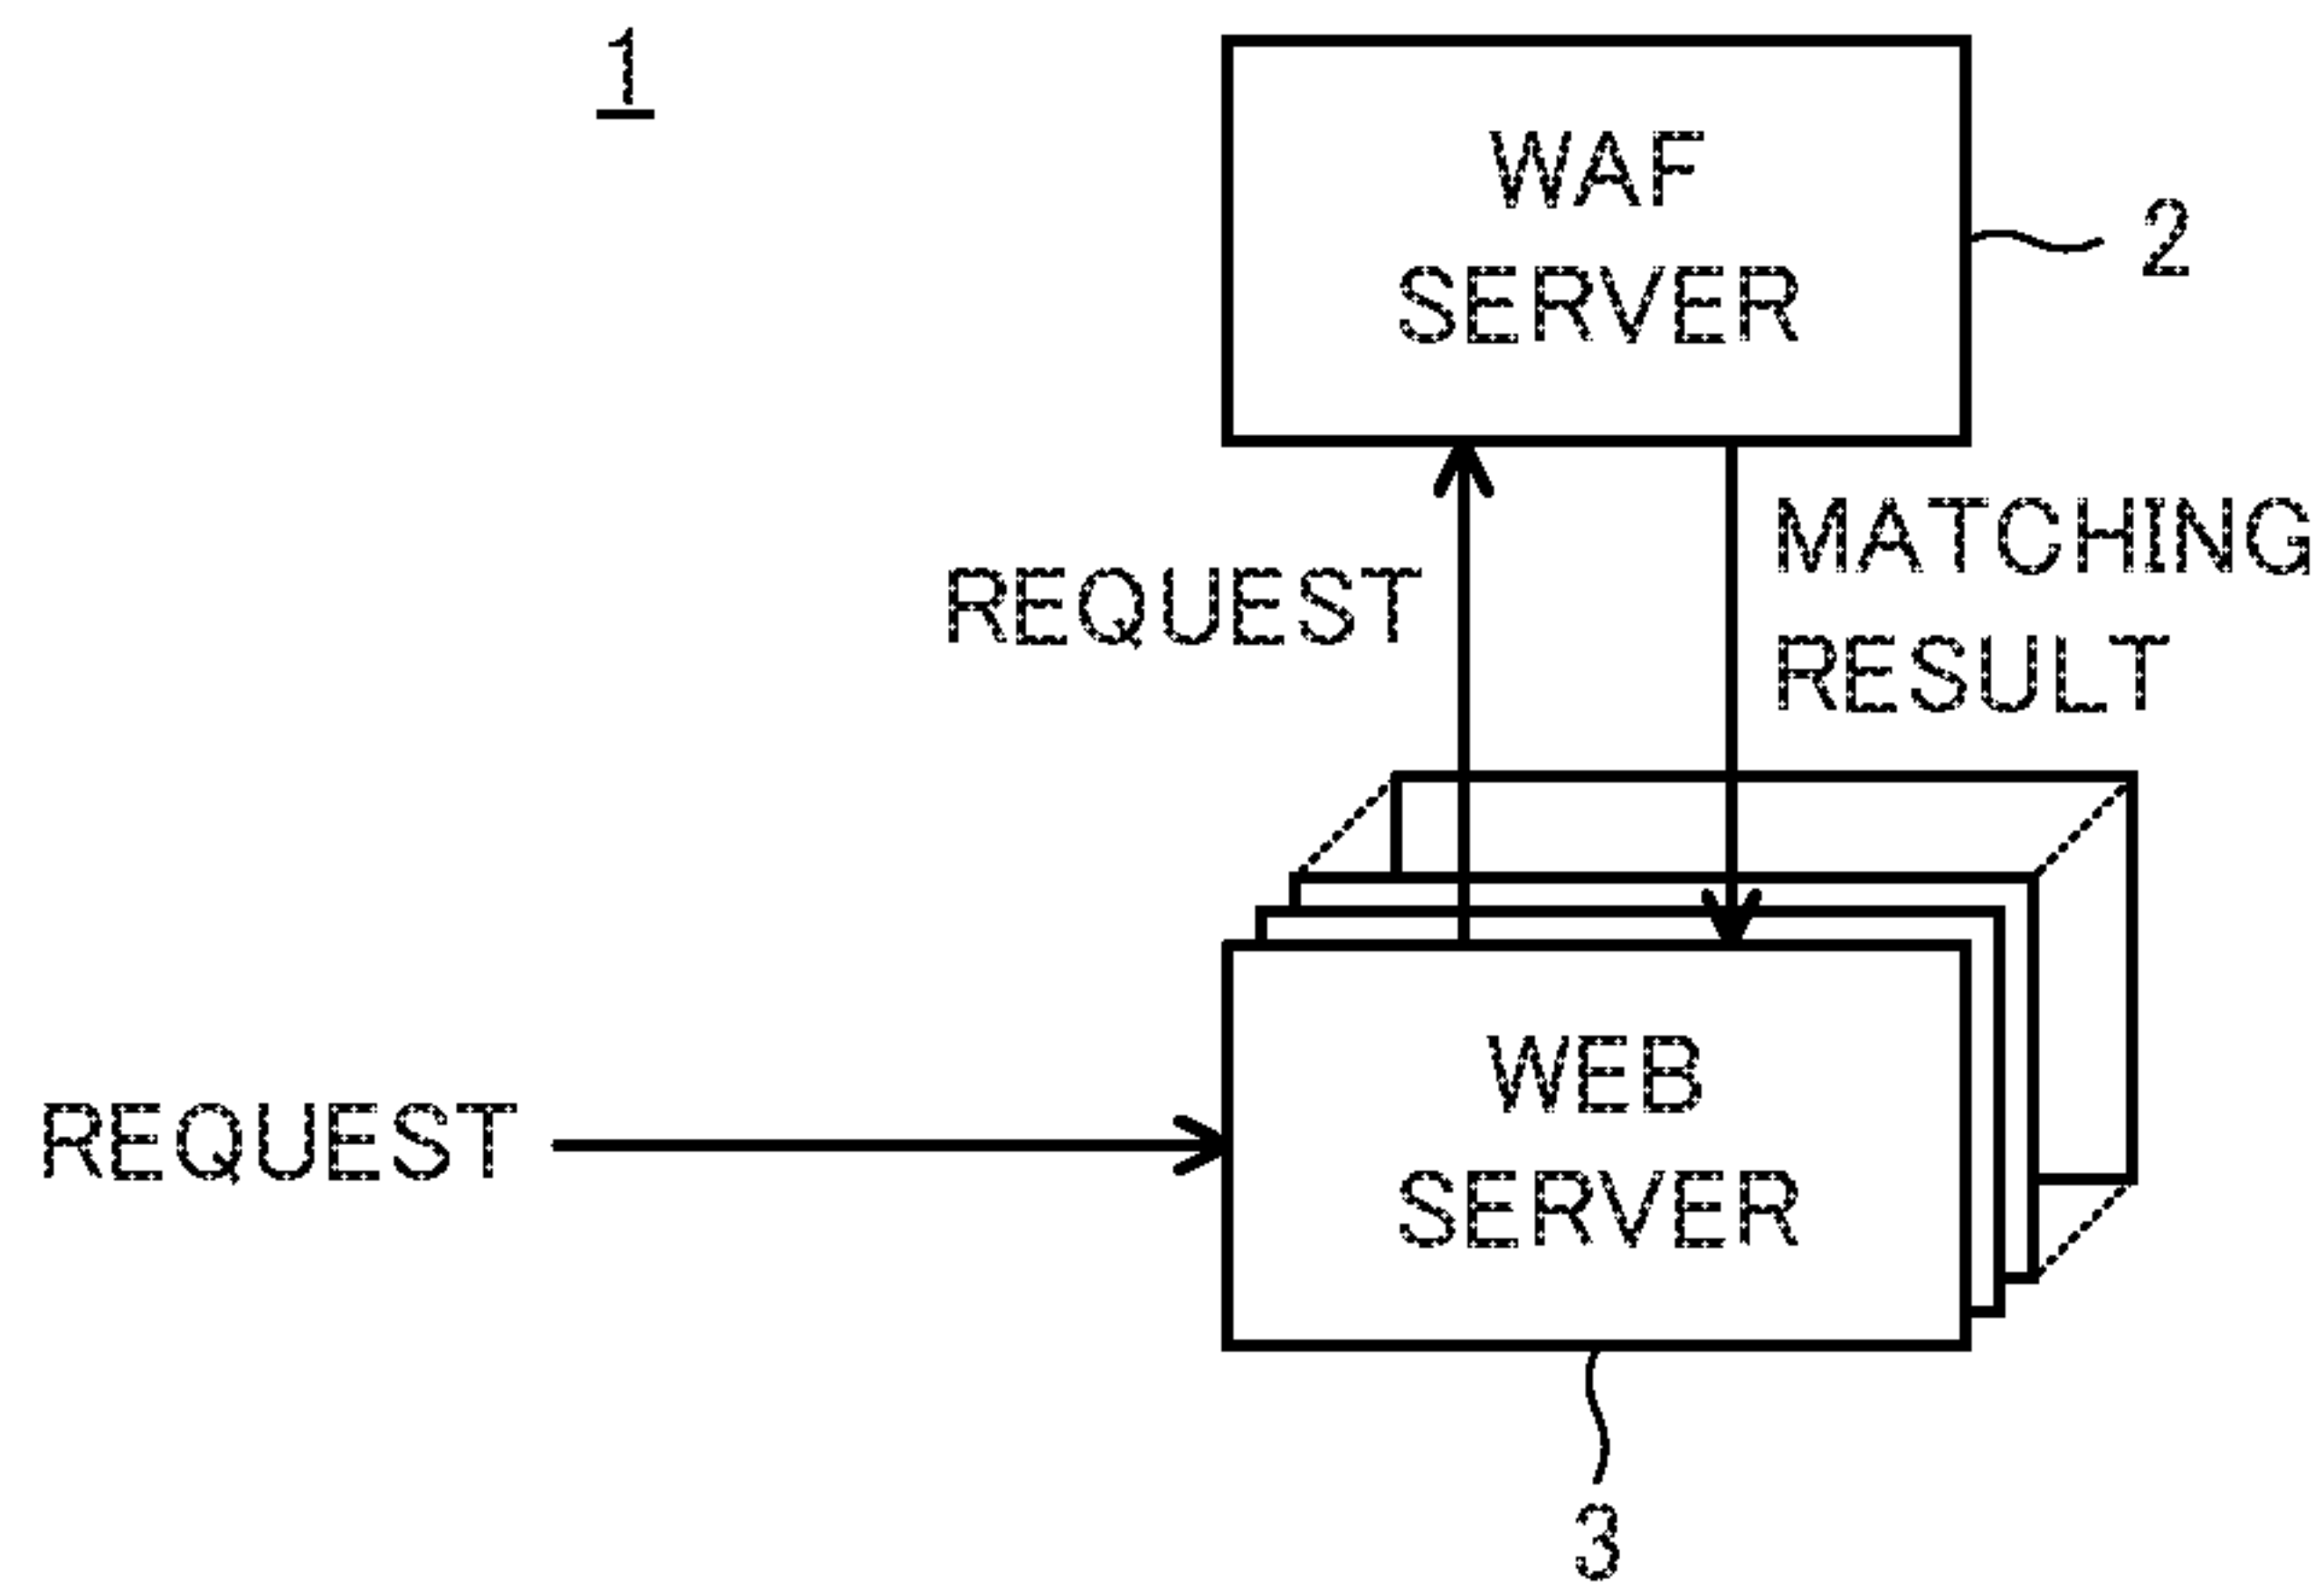 1
WAF
SERVER
2
REQUEST
MATCHING
RESULT
REQUEST
WEB
SERVER
3